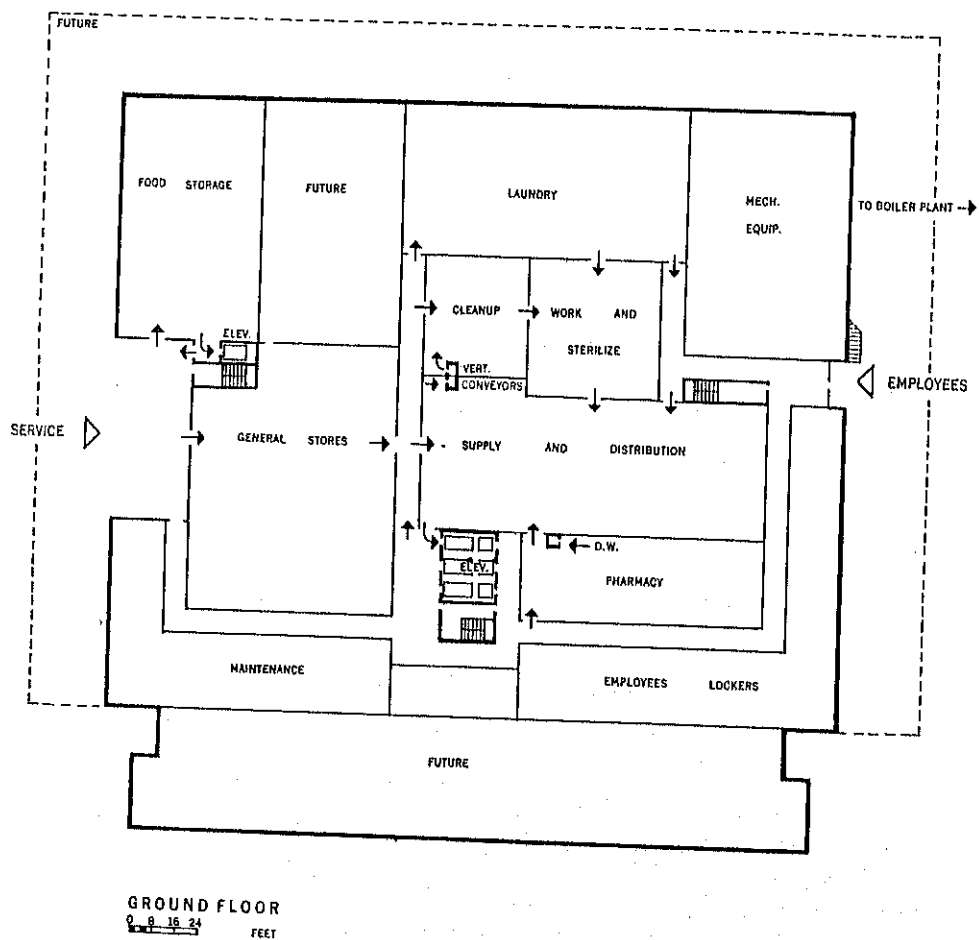 FUTURE
FOOD STORAGE
FUTURE
LAUNDRY
MECH.
EQUIP.
TO BOILER PLANT
ELEV.
CLEANUP
WORK AND
STERILIZE
VERT.
CONVEYORS
EMPLOYEES
SERVICE
GENERAL STORES
SUPPLY AND DISTRIBUTION
D.W.
ELEV.
PHARMACY
MAINTENANCE
EMPLOYEES LOCKERS
FUTURE
GROUND FLOOR
0 8 16 24
FEET